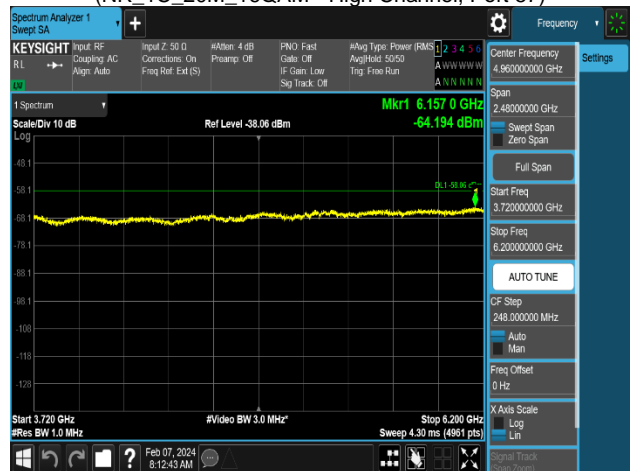 Spectrum Analyzer 1
Swept SA
Frequency
KEYSIGHT
RL
Input: RF
Coupling: AC
Align: Auto
Input Z: 50 Ω
Corrections: On
Freq Ref: Ext (S)
#Atten: 4 dB
Preamp: Off
PNO: Fast
Gate: Off
IF Gain: Low
Sig Track: Off
#Avg Type: Power (RMS
Avg|Hold: 50/50
Trig: Free Run
1 2 3 4 5 6
A W W W W W
A N N N N N
Center Frequency
4.960000000 GHz
Settings
Span
2.48000000 GHz
Swept Span
Zero Span
Full Span
Start Freq
3.720000000 GHz
Stop Freq
6.200000000 GHz
AUTO TUNE
CF Step
248.000000 MHz
Auto
Man
Freq Offset
0 Hz
X Axis Scale
Log
Lin
Signal Track
(Span Zoom)
1 Spectrum
Scale/Div 10 dB
Log
Ref Level -38.06 dBm
Mkr1 6.157 0 GHz
-64.194 dBm
DL1 -58.06
-48.1
-58.1
-68.1
-78.1
-88.1
-98.1
-108
-118
-128
Start 3.720 GHz
#Res BW 1.0 MHz
#Video BW 3.0 MHz*
Stop 6.200 GHz
Sweep 4.30 ms (4961 pts)
Feb 07, 2024
8:12:43 AM